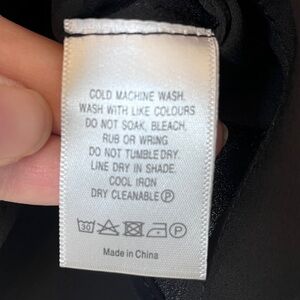 COLD MACHINE WASH.
WASH WITH LIKE COLOURS
DO NOT SOAK, BLEACH,
RUB OR WRING
DO NOT TUMBLE DRY.
LINE DRY IN SHADE.
COOL IRON
DRY CLEANABLE Ⓟ
30 P
Made in China